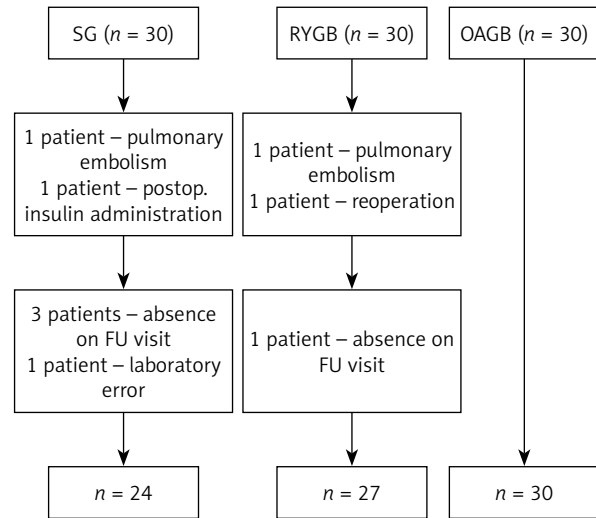 SG (n = 30)
RYGB (n = 30)
OAGB (n = 30)
1 patient – pulmonary
embolism
1 patient – postop.
insulin administration
1 patient – pulmonary
embolism
1 patient – reoperation
3 patients – absence
on FU visit
1 patient – laboratory
error
1 patient – absence on
FU visit
n = 24
n = 27
n = 30